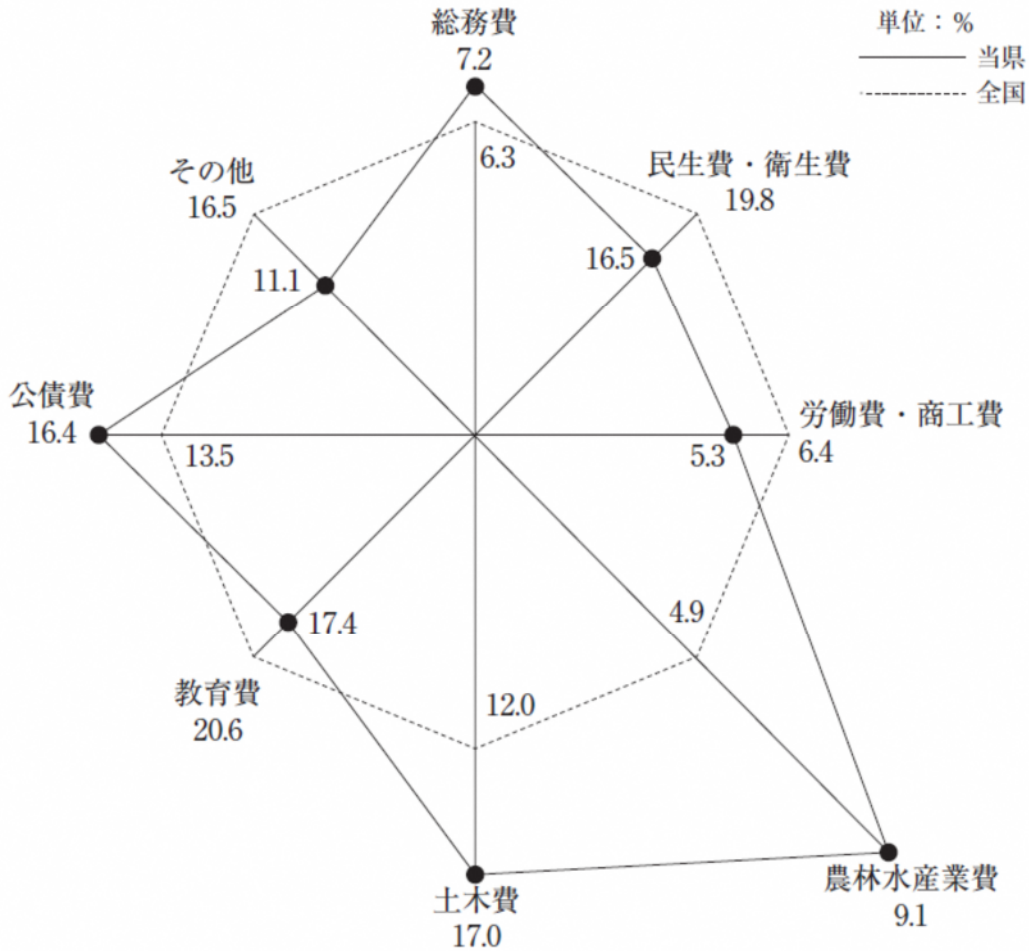 単位：%
当県
全国
総務費
7.2
6.3
民生費・衛生費
19.8
16.5
その他
16.5
11.1
公債費
16.4
13.5
労働費・商工費
6.4
5.3
4.9
17.4
教育費
20.6
12.0
農林水産業費
9.1
土木費
17.0